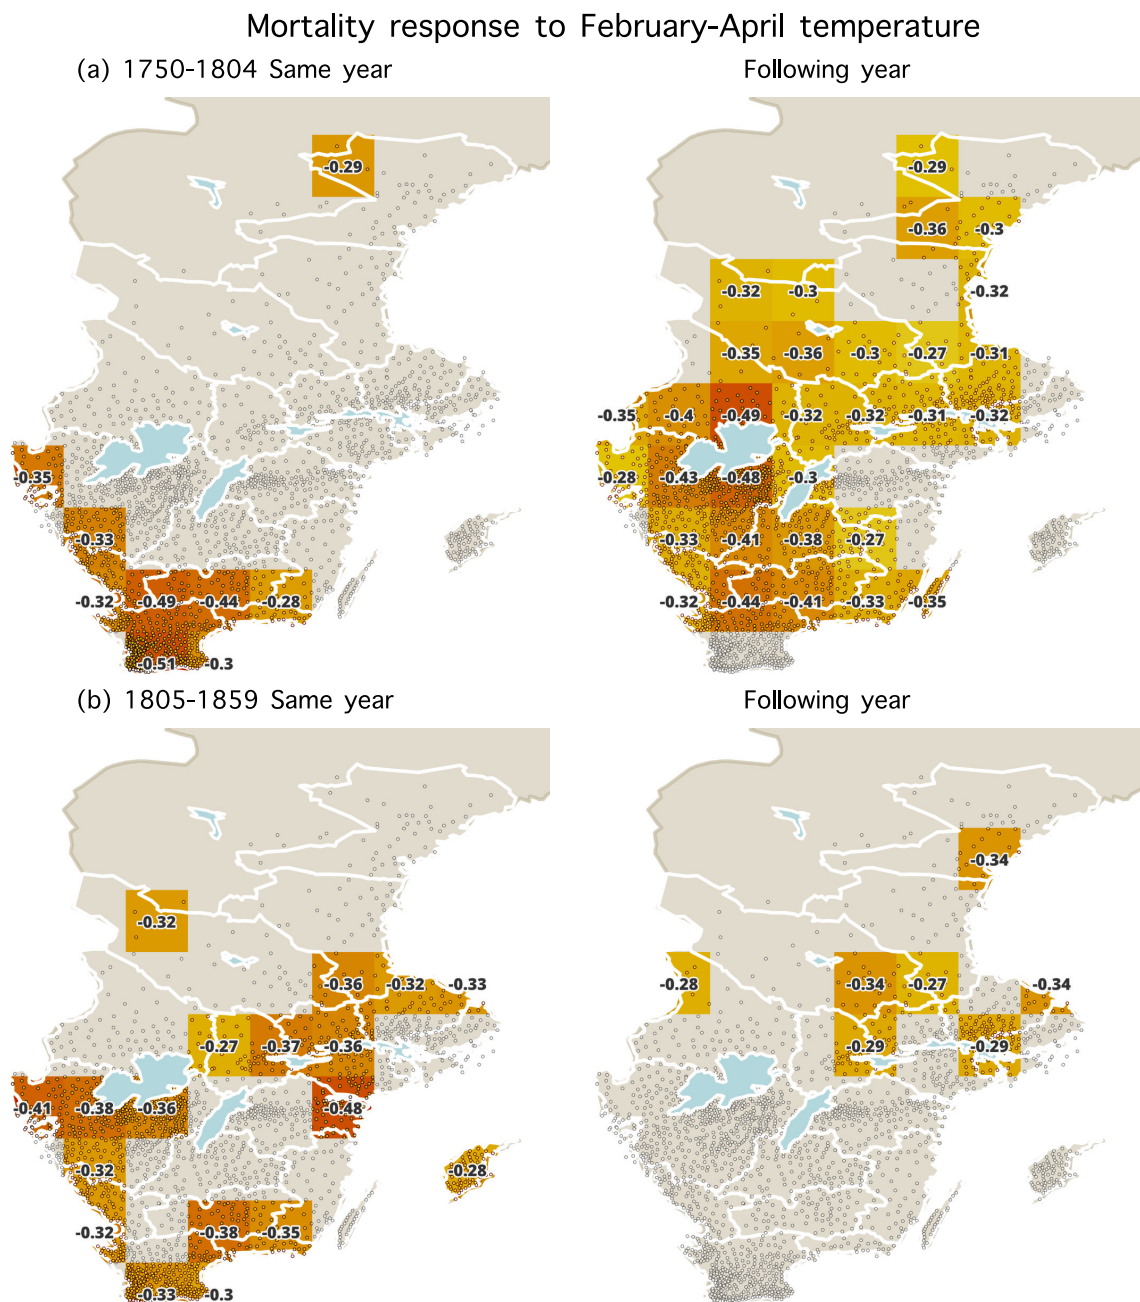 Mortality response to February-April temperature
(a) 1750-1804 Same year
Following year
-0.29
-0.35
-0.33
-0.32 -0.49 -0.44 -0.28
-0.51 -0.3
-0.29
-0.36 -0.3
-0.32 -0.3 -0.32
-0.35 -0.36 -0.3 -0.27 -0.31
-0.35 -0.4 -0.49 -0.32 -0.32 -0.31 -0.32
-0.28 -0.43 -0.48 -0.3
-0.33 -0.41 -0.38 -0.27
-0.32 -0.44 -0.41 -0.33 -0.35
(b) 1805-1859 Same year
Following year
-0.32
-0.36 -0.32 -0.33
-0.27 -0.37 -0.36
-0.41 -0.38 -0.36 -0.48
-0.32 -0.28
-0.32 -0.38 -0.35
-0.33 -0.3
-0.34
-0.28 -0.34 -0.27 -0.34
-0.29 -0.29